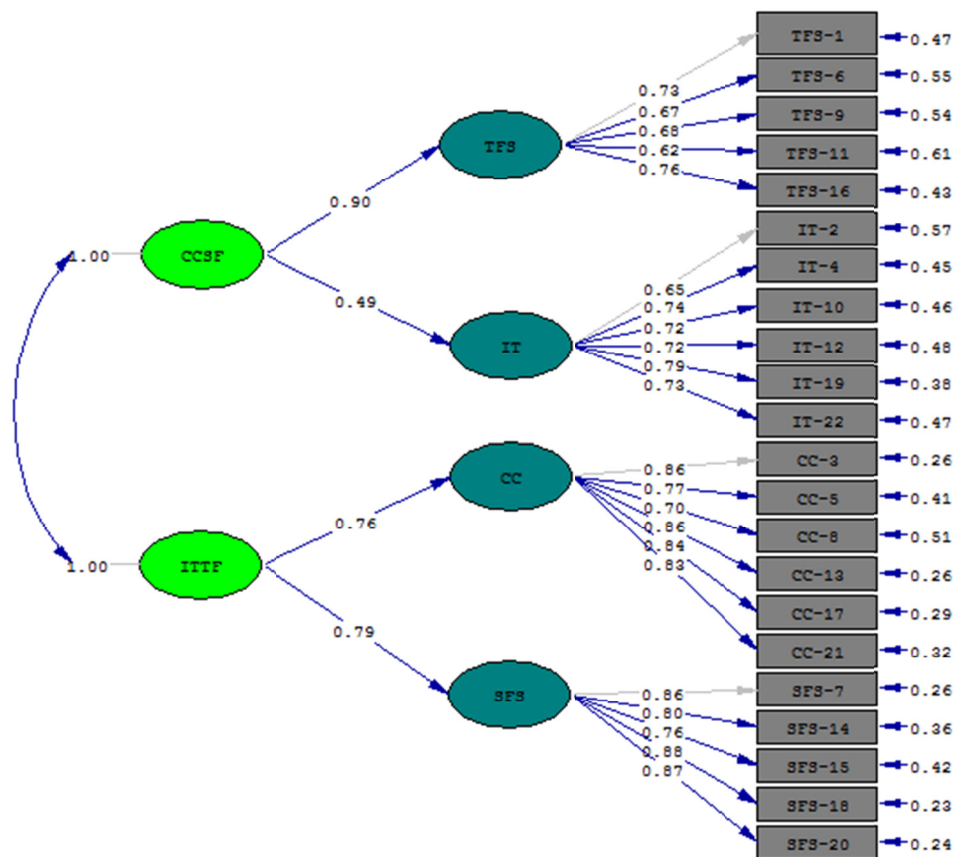 TFS-1
0.47
0.73
TFS-6
0.55
0.67
TFS-9
0.54
0.68
TFS
TFS-11
0.61
0.62
TFS-16
0.43
0.76
0.90
CCSF
1.00
0.49
IT-2
0.57
0.65
IT-4
0.45
0.74
IT-10
0.46
0.72
IT
IT-12
0.48
0.72
IT-19
0.38
0.79
IT-22
0.47
0.73
CC-3
0.26
0.86
CC
CC-5
0.41
0.77
CC-8
0.51
0.70
CC-13
0.26
0.86
CC-17
0.29
0.84
CC-21
0.32
0.83
0.76
ITTF
1.00
0.79
SFS-7
0.26
0.86
SFS
SFS-14
0.36
0.80
SFS-15
0.42
0.76
SFS-18
0.23
0.88
SFS-20
0.24
0.87